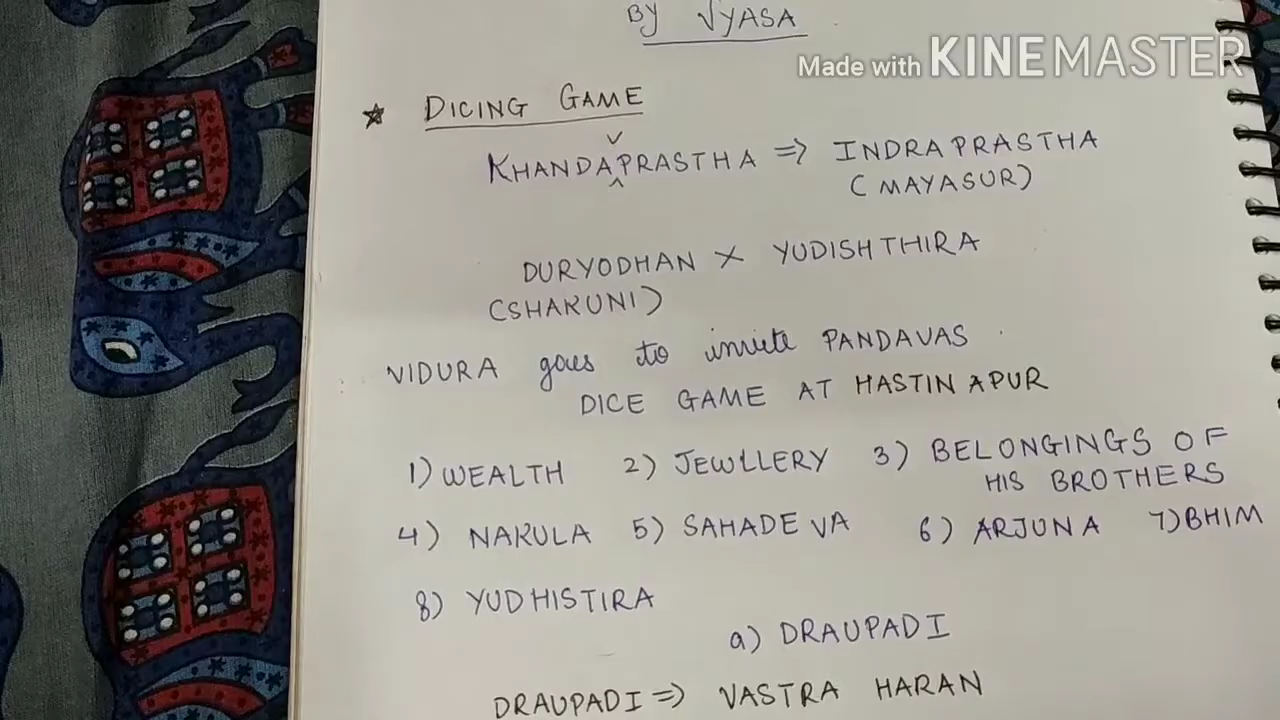 BY VYASA
Made with KINEMASTER
DICING GAME
KHANDAVPRASTHA => INDRAPRASTHA
(MAYASUR)
DURYODHAN X YUDISHTHIRA
(SHAKUNI)
VIDURA goes to invite PANDAVAS
DICE GAME AT HASTINAPUR
1) WEALTH 2) JEWLLERY 3) BELONGINGS OF
HIS BROTHERS
4) NAKULA 5) SAHADEVA 6) ARJUNA 7) BHIM
8) YUDHISTIRA
9) DRAUPADI
DRAUPADI => VASTRA HARAN